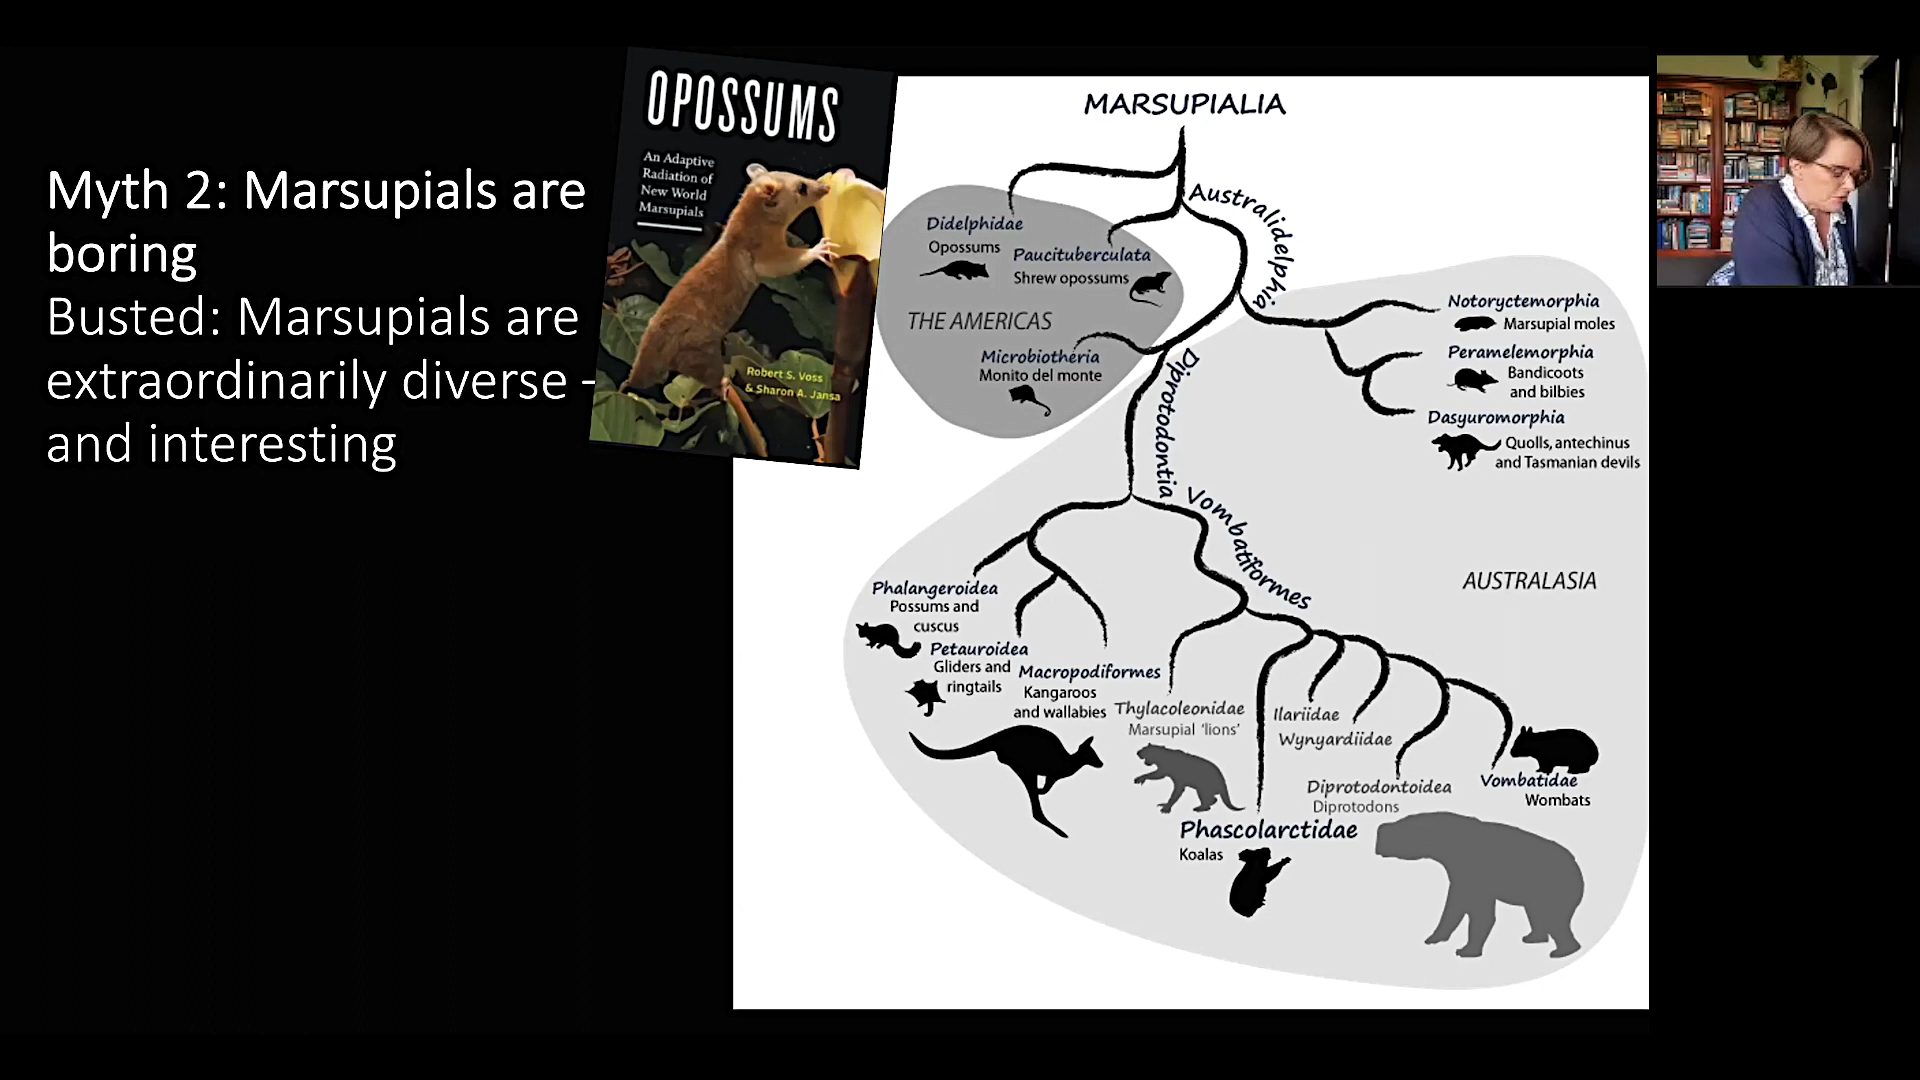 Myth 2: Marsupials are
boring
Busted: Marsupials are
extraordinarily diverse -
and interesting
OPOSSUMS
An Adaptive
Radiation of
New World
Marsupials
Robert S. Voss
& Sharon A. Jansa
MARSUPIALIA
Australidelphia
Didelphidae
Opossums
Paucituberculata
Shrew opossums
THE AMERICAS
Microbiotheria
Monito del monte
Diprotodontia
Notoryctemorphia
Marsupial moles
Peramelemorphia
Bandicoots
and bilbies
Dasyuromorphia
Quolls, antechinus
and Tasmanian devils
Vombatiformes
AUSTRALASIA
Phalangeroidea
Possums and
cuscus
Petauroidea
Gliders and
ringtails
Macropodiformes
Kangaroos
and wallabies
Thylacoleonidae
Marsupial 'lions'
Ilariidae
Wynyardiidae
Diprotodontoidea
Diprotodons
Vombatidae
Wombats
Phascolarctidae
Koalas